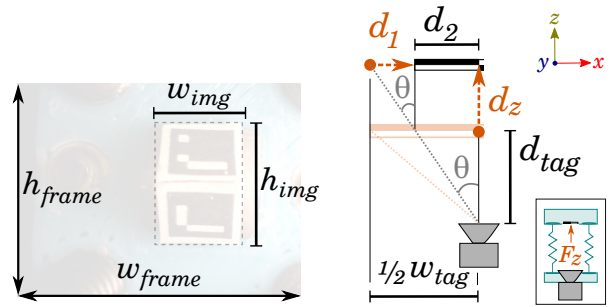 w_img
h_img
h_frame
w_frame
d_1
d_2
θ
d_z
θ
d_tag
1/2 w_tag
z
y
x
F_z